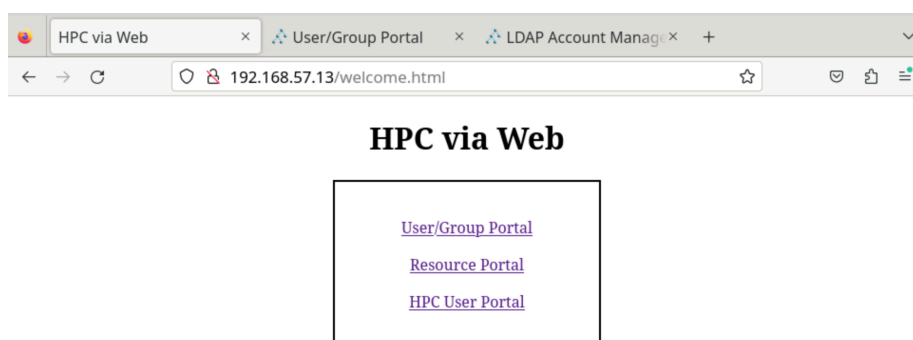 HPC via Web
User/Group Portal
LDAP Account Manage
192.168.57.13/welcome.html
HPC via Web
User/Group Portal
Resource Portal
HPC User Portal